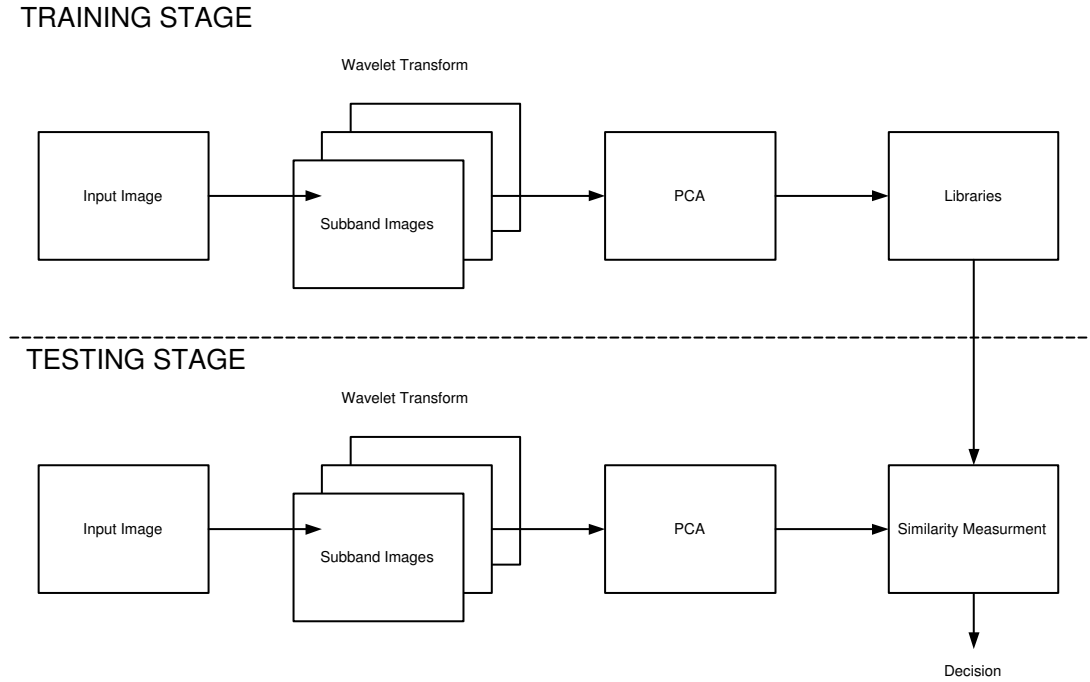 TRAINING STAGE
Wavelet Transform
Input Image
Subband Images
PCA
Libraries
TESTING STAGE
Wavelet Transform
Input Image
Subband Images
PCA
Similarity Measurment
Decision